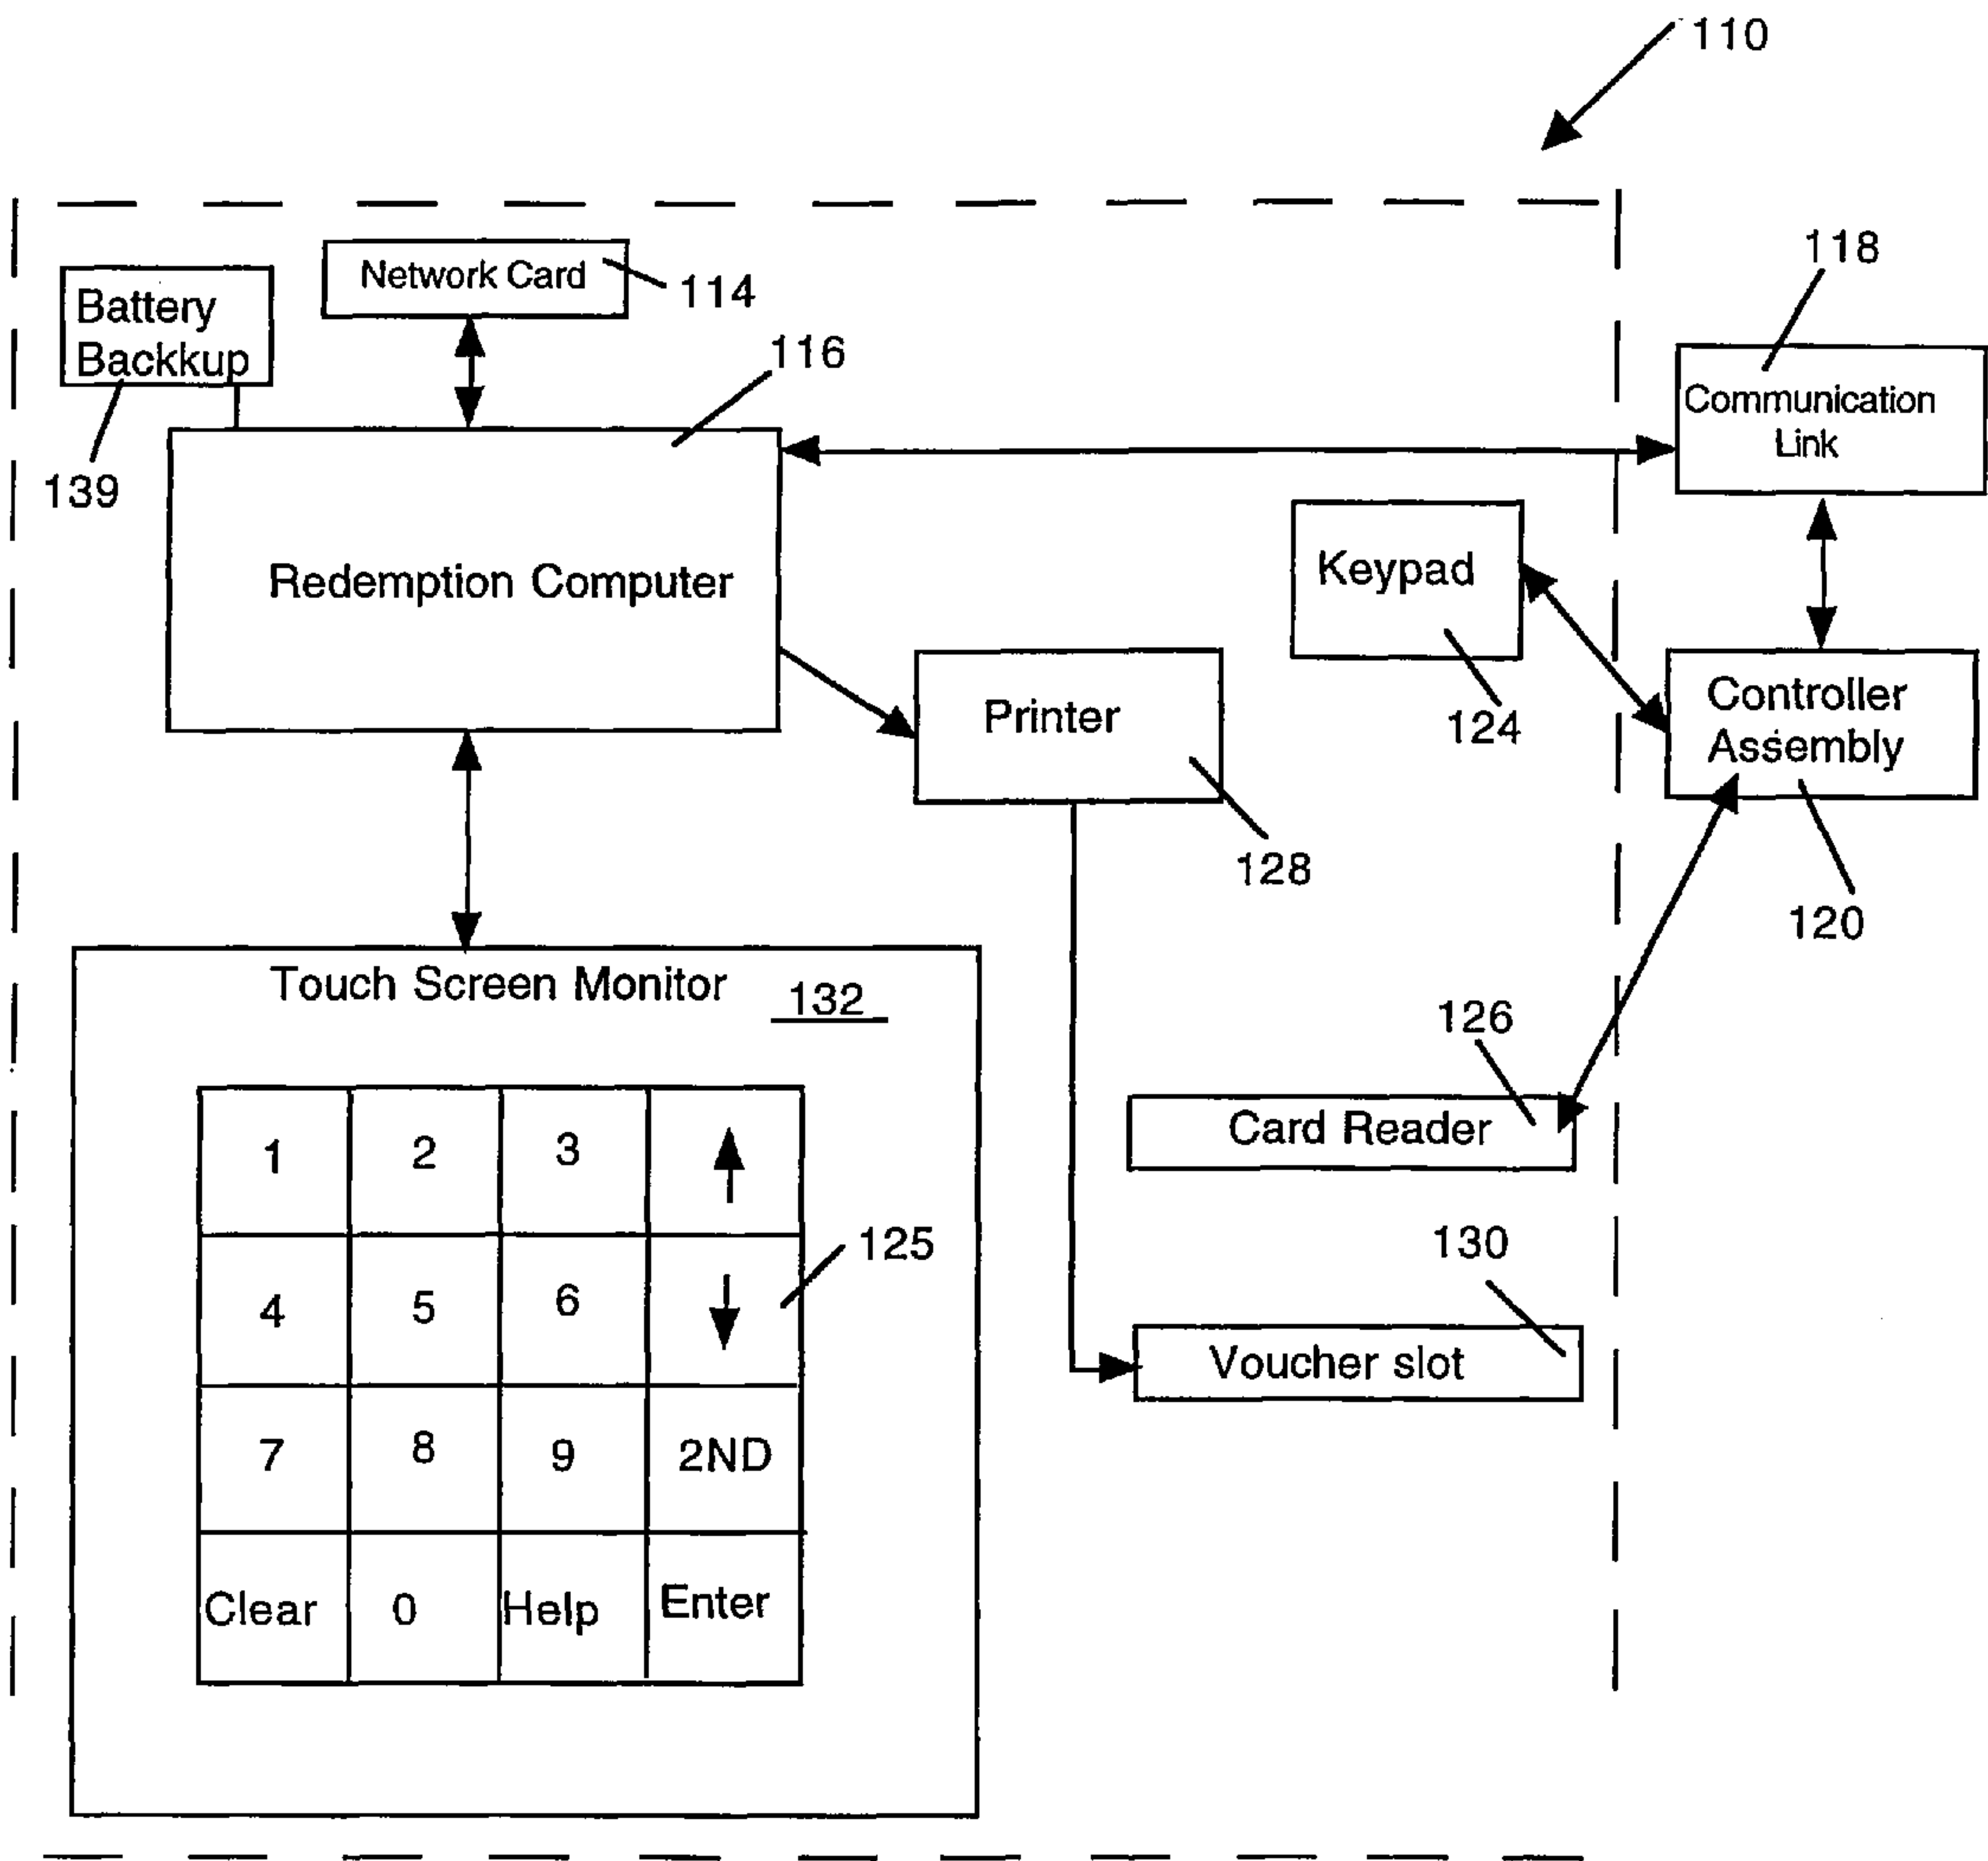 110
Network Card
114
Battery
Backkup
139
116
118
Communication
Link
Redemption Computer
Keypad
124
Printer
128
Controller
Assembly
120
Touch Screen Monitor 132
126
Card Reader
1 2 3
125
130
4 5 6
Voucher slot
7 8 9 2ND
Clear 0 Help Enter